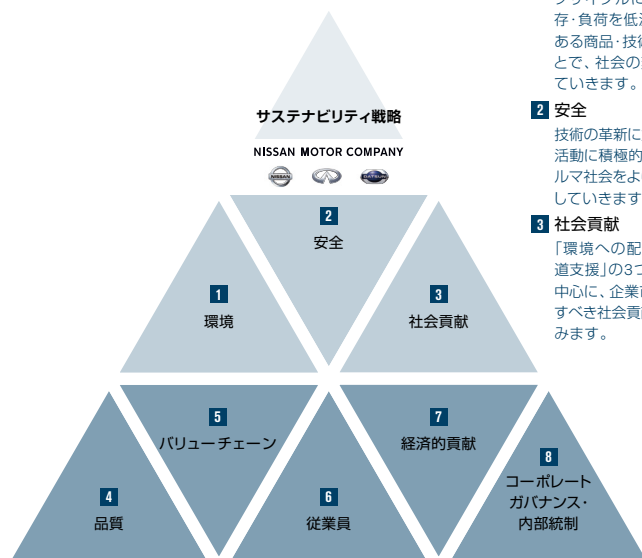 サステナビリティ戦略
NISSAN MOTOR COMPANY
NISSAN
DATSUN
2
安全
1
環境
3
社会貢献
5
バリューチェーン
7
経済的貢献
4
品質
6
従業員
8
コーポレート
ガバナンス・
内部統制
存・負荷を低
ある商品・技
とで、社会の
ていきます。
2 安全
技術の革新に
活動に積極的
ルマ社会をよ
していきます
3 社会貢献
「環境への配
道支援」の3つ
中心に、企業
すべき社会貢
みます。